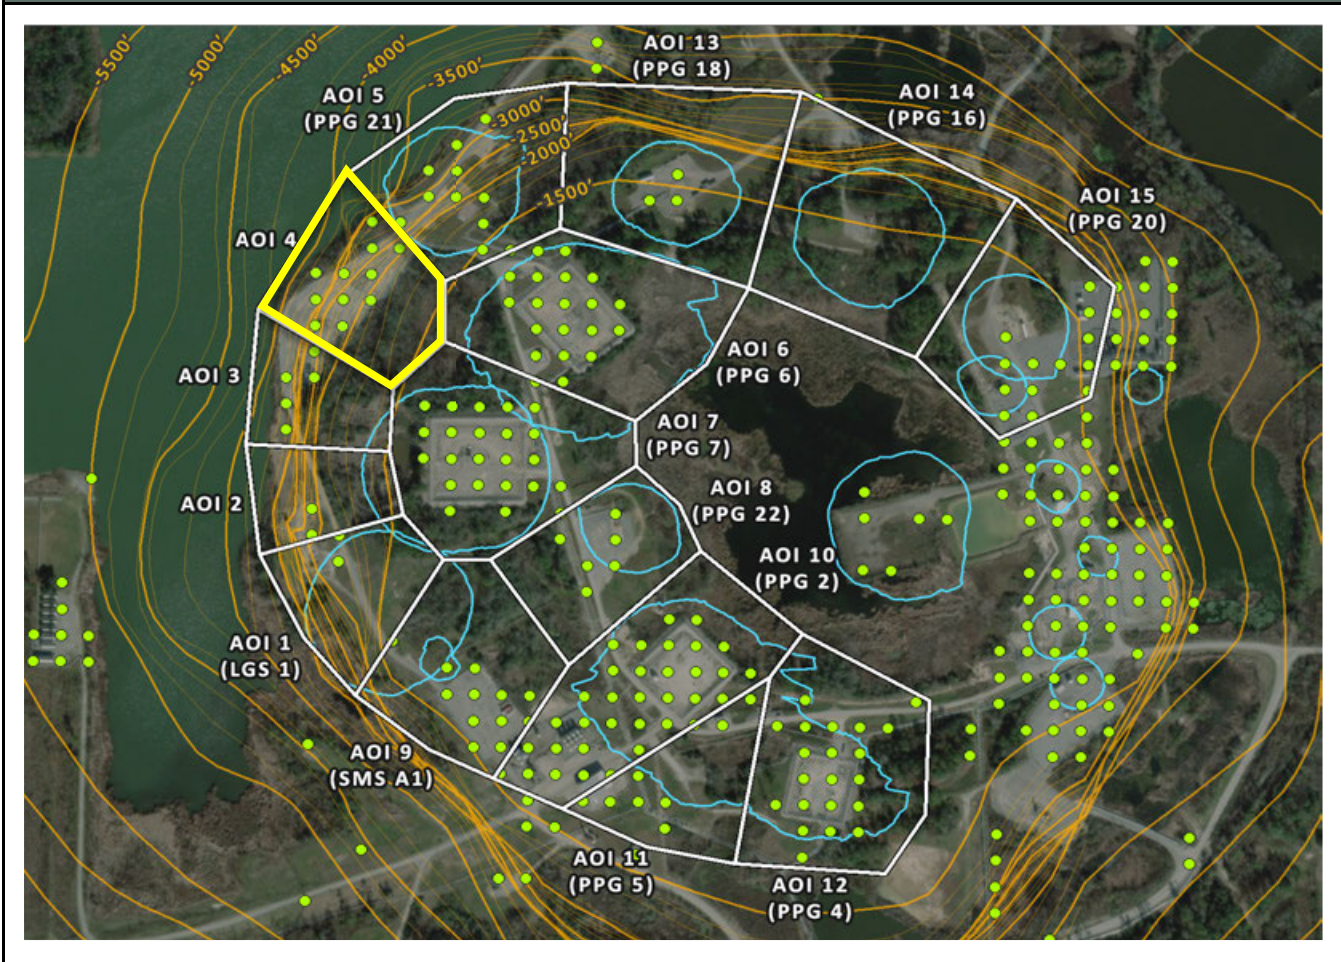 -5500'
-5000'
-4500'
-4000'
-3500'
-3000'
-2500'
-2000'
-1500'
AOI 13
(PPG 18)
AOI 5
(PPG 21)
AOI 14
(PPG 16)
AOI 15
(PPG 20)
AOI 4
AOI 3
AOI 6
(PPG 6)
AOI 7
(PPG 7)
AOI 2
AOI 8
(PPG 22)
AOI 10
(PPG 2)
AOI 1
(LGS 1)
AOI 9
(SMS A1)
AOI 11
(PPG 5)
AOI 12
(PPG 4)